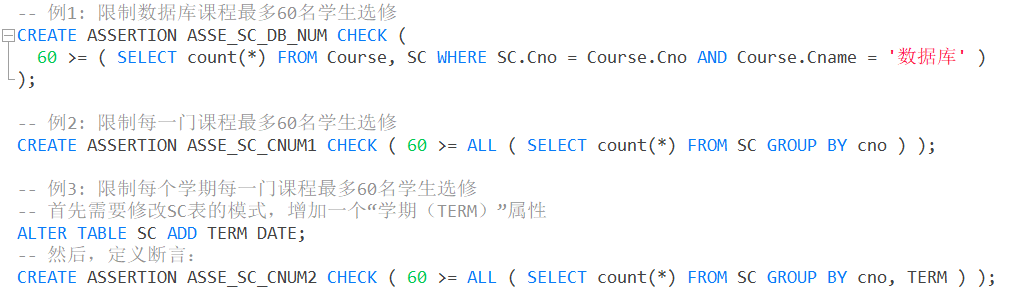 -- 例1: 限制数据库课程最多60名学生选修
CREATE ASSERTION ASSE_SC_DB_NUM CHECK (
60 >= ( SELECT count(*) FROM Course, SC WHERE SC.Cno = Course.Cno AND Course.Cname = '数据库' )
);
-- 例2: 限制每一门课程最多60名学生选修
CREATE ASSERTION ASSE_SC_CNUM1 CHECK ( 60 >= ALL ( SELECT count(*) FROM SC GROUP BY cno ) );
-- 例3: 限制每个学期每一门课程最多60名学生选修
-- 首先需要修改SC表的模式，增加一个“学期（TERM）”属性
ALTER TABLE SC ADD TERM DATE;
-- 然后，定义断言：
CREATE ASSERTION ASSE_SC_CNUM2 CHECK ( 60 >= ALL ( SELECT count(*) FROM SC GROUP BY cno, TERM ) );